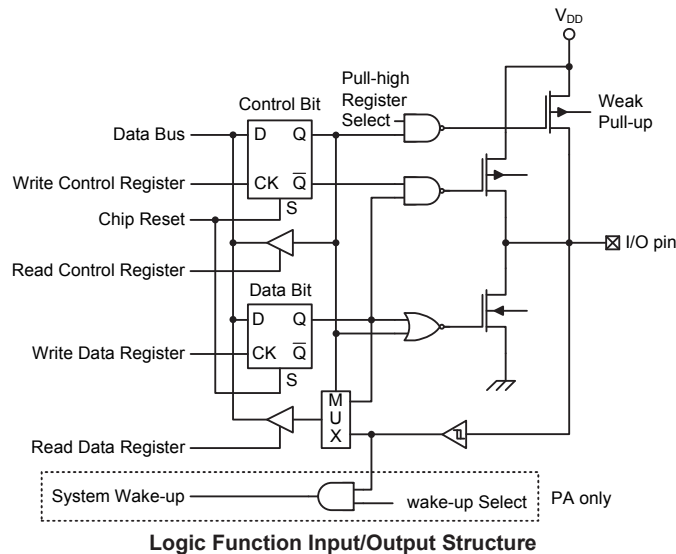 V_DD
Pull-high
Register
Select
Control Bit
Weak
Pull-up
Data Bus
D Q
Write Control Register
CK Q̅
S
Chip Reset
I/O pin
Read Control Register
Data Bit
D Q
Write Data Register
CK Q̅
S
M
U
X
Read Data Register
System Wake-up
wake-up Select
PA only
Logic Function Input/Output Structure